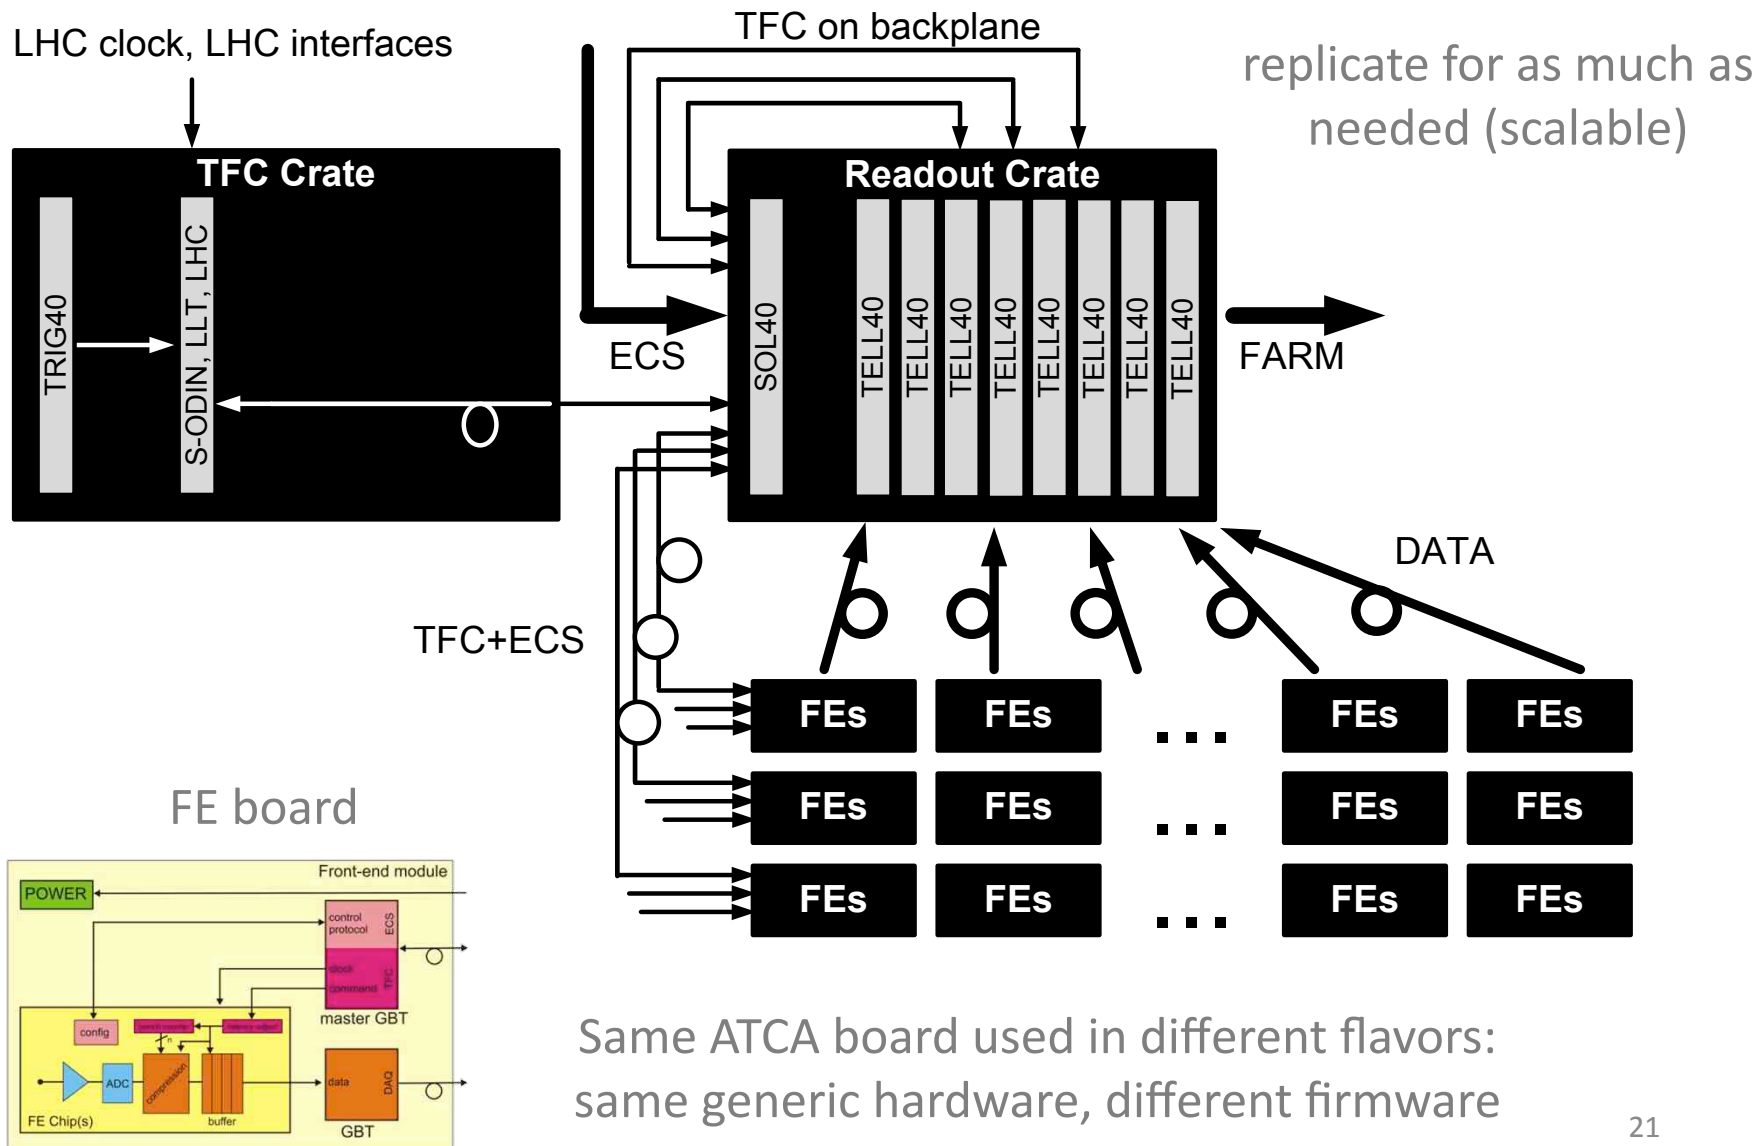 LHC clock, LHC interfaces
TFC on backplane
replicate for as much as
needed (scalable)
TFC Crate
TRIG40
S-ODIN, LLT, LHC
Readout Crate
SOL40
TELL40
TELL40
TELL40
TELL40
TELL40
TELL40
TELL40
TELL40
ECS
FARM
DATA
TFC+ECS
FEs
FEs
. . .
FEs
FEs
FEs
FEs
. . .
FEs
FEs
FEs
FEs
. . .
FEs
FEs
FE board
Front-end module
POWER
control
protocol
ECS
clock
command
TFC
master GBT
config
n
ADC
compression
buffer
FE Chip(s)
data
DAQ
GBT
Same ATCA board used in different flavors:
same generic hardware, different firmware
21